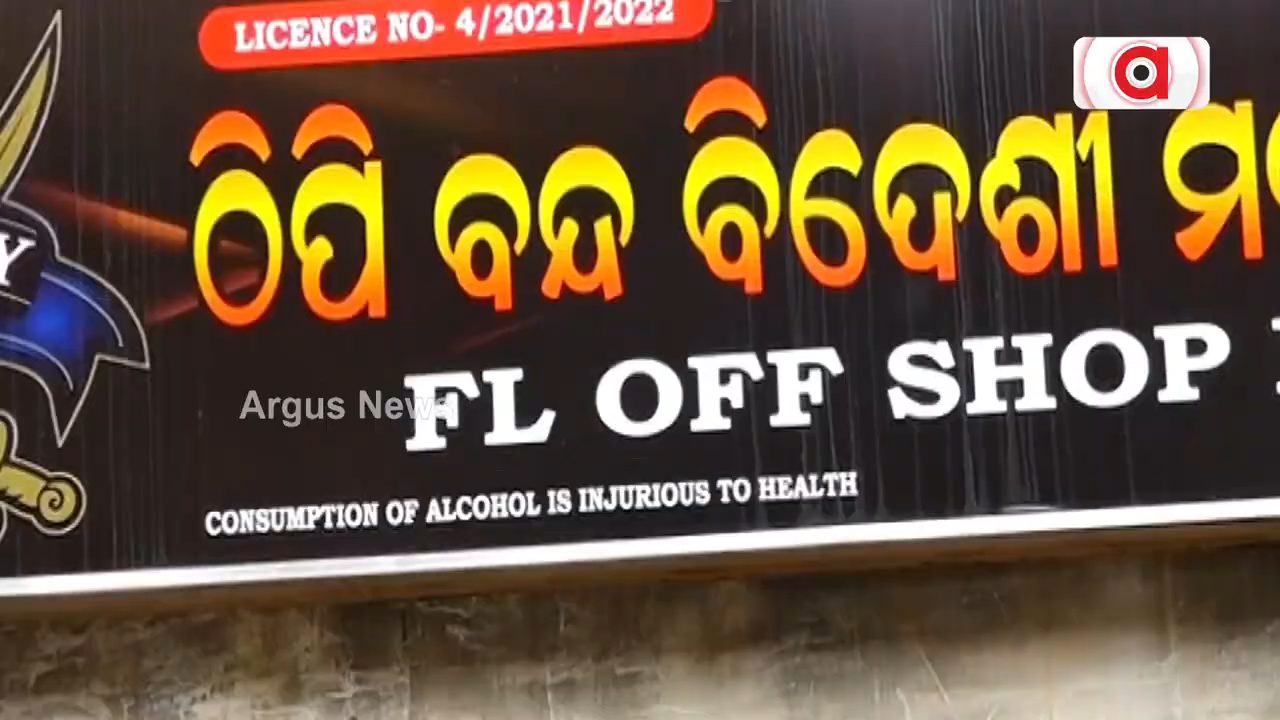 LICENCE NO- 4/2021/2022
ଠିପି ବନ୍ଦ ବିଦେଶୀ
FL OFF SHOP
Argus News
CONSUMPTION OF ALCOHOL IS INJURIOUS TO HEALTH